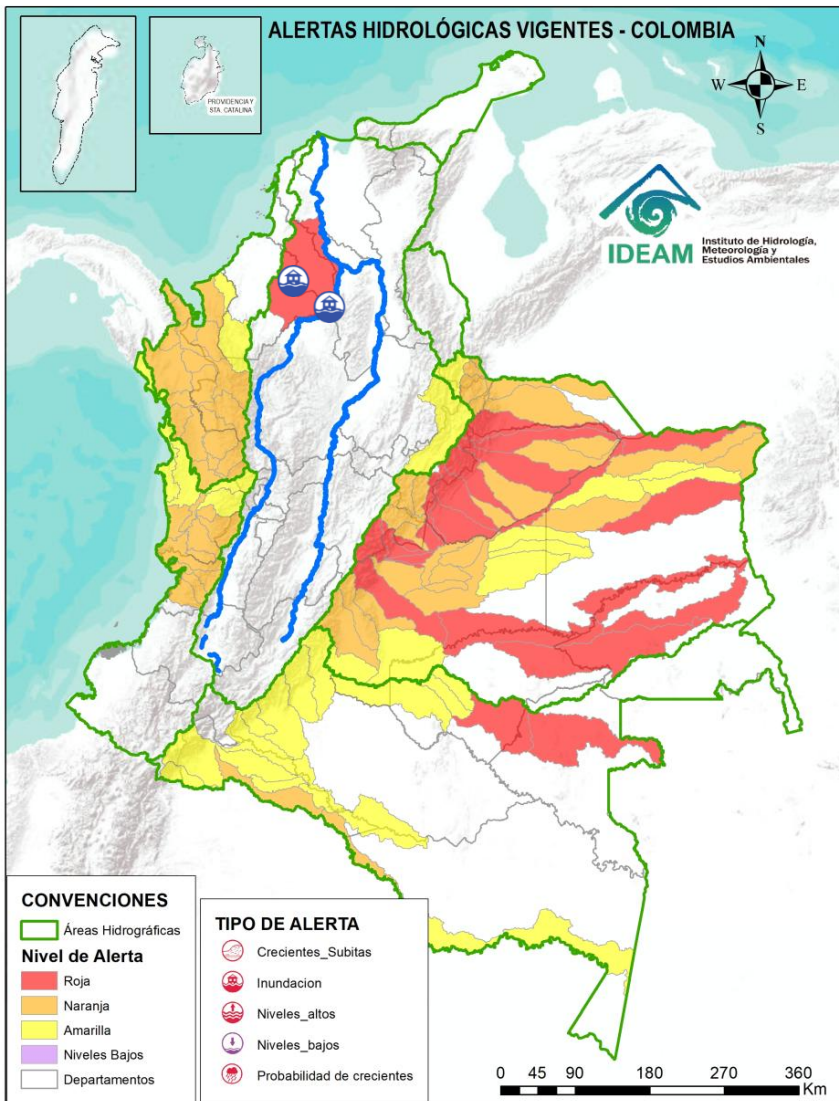 ALERTAS HIDROLÓGICAS VIGENTES - COLOMBIA
PROVIDENCIA Y
STA. CATALINA
N
W
E
S
IDEAM
Instituto de Hidrología,
Meteorología y
Estudios Ambientales
CONVENCIONES
Áreas Hidrográficas
Nivel de Alerta
Roja
Naranja
Amarilla
Niveles Bajos
Departamentos
TIPO DE ALERTA
Crecientes_Subitas
Inundacion
Niveles_altos
Niveles_bajos
Probabilidad de crecientes
0 45 90 180 270 360
Km